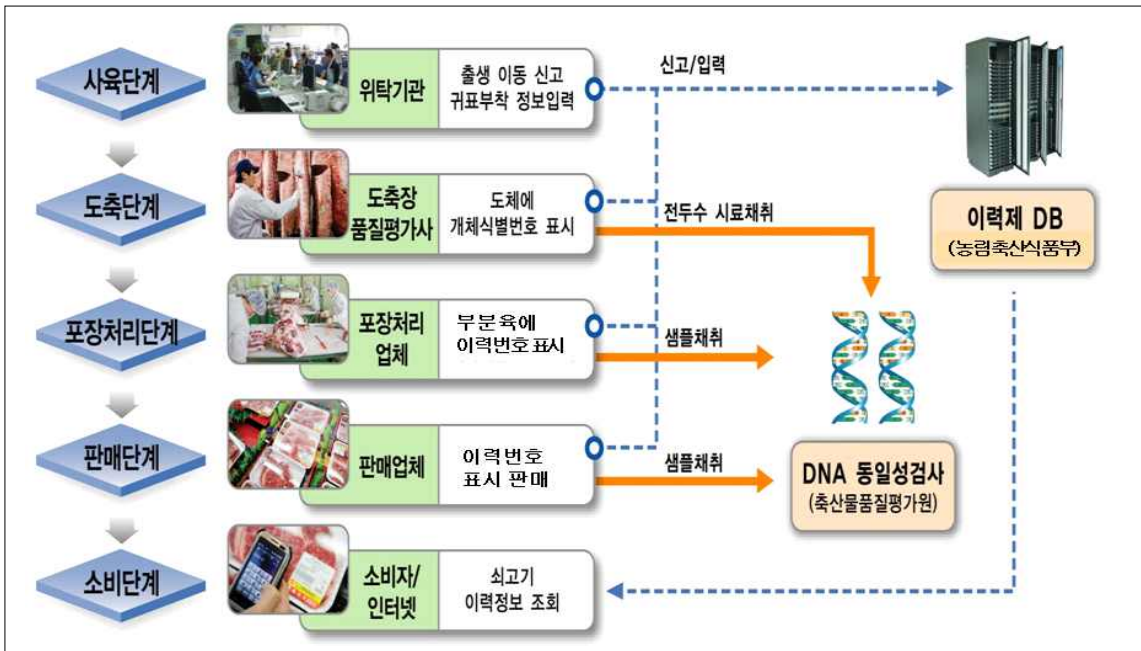 사육단계
위탁기관
출생 이동 신고
귀표부착 정보입력
신고/입력
도축단계
도축장
품질평가사
도체에
개체식별번호 표시
전두수 시료채취
이력제 DB
(농림축산식품부)
포장처리단계
포장처리
업체
부분육에
이력번호표시
샘플채취
판매단계
판매업체
이력번호
표시 판매
샘플채취
DNA 동일성검사
(축산물품질평가원)
소비단계
소비자/
인터넷
쇠고기
이력정보 조회